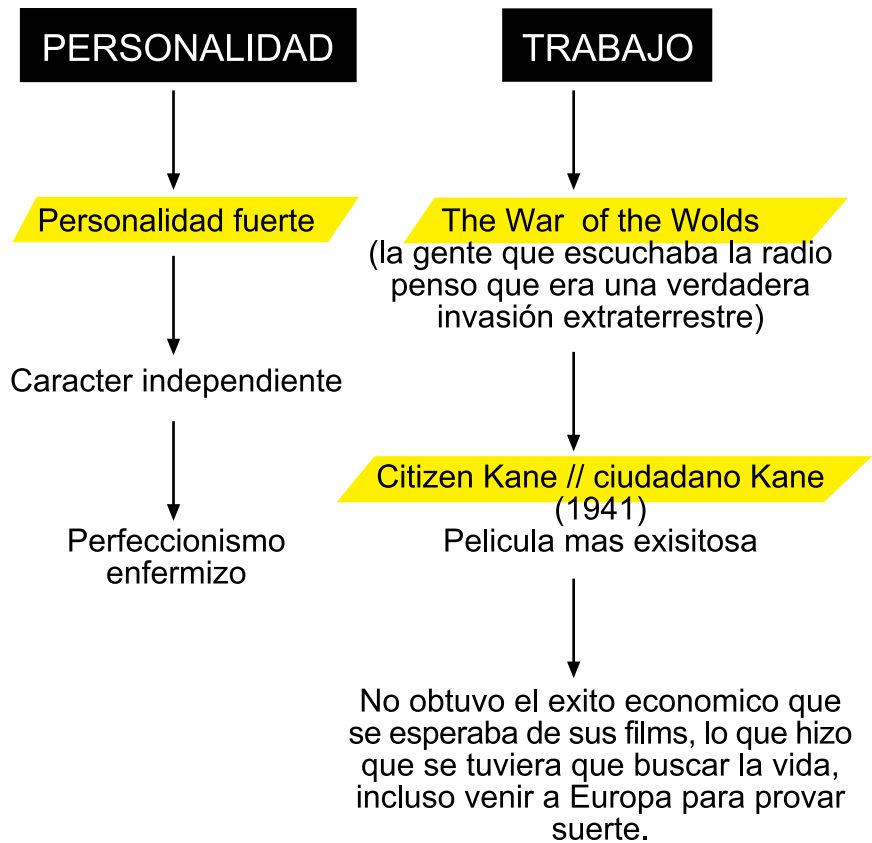 PERSONALIDAD
Personalidad fuerte
Caracter independiente
Perfeccionismo
enfermizo
TRABAJO
The War of the Wolds
(la gente que escuchaba la radio
penso que era una verdadera
invasión extraterrestre)
Citizen Kane // ciudadano Kane
(1941)
Pelicula mas exisitosa
No obtuvo el exito economico que
se esperaba de sus films, lo que hizo
que se tuviera que buscar la vida,
incluso venir a Europa para provar
suerte.